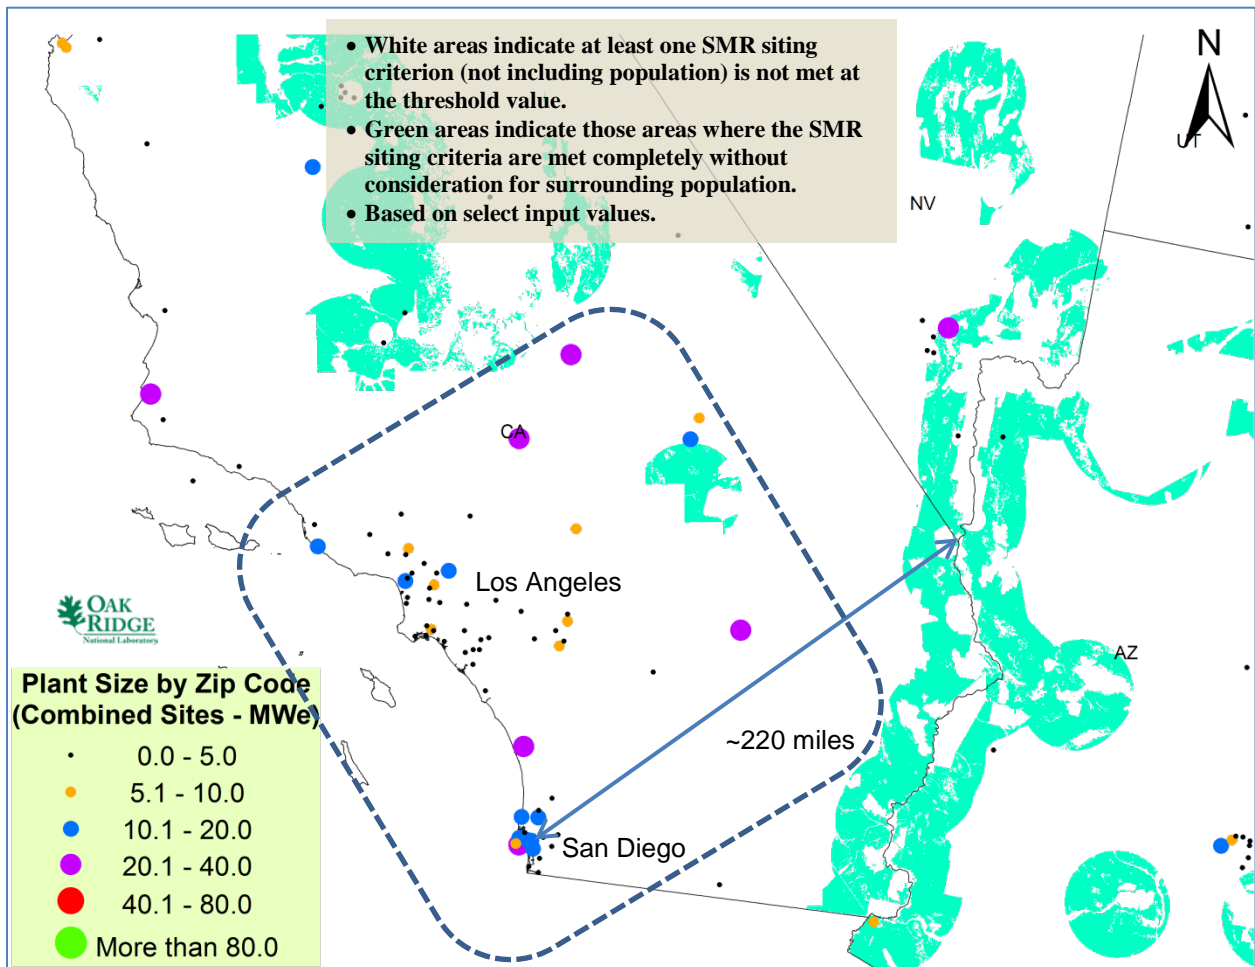 • White areas indicate at least one SMR siting
criterion (not including population) is not met at
the threshold value.
• Green areas indicate those areas where the SMR
siting criteria are met completely without
consideration for surrounding population.
• Based on select input values.
N
UT
NV
CA
Los Angeles
AZ
~220 miles
San Diego
OAK
RIDGE
National Laboratory
Plant Size by Zip Code
(Combined Sites - MWe)
0.0 - 5.0
5.1 - 10.0
10.1 - 20.0
20.1 - 40.0
40.1 - 80.0
More than 80.0